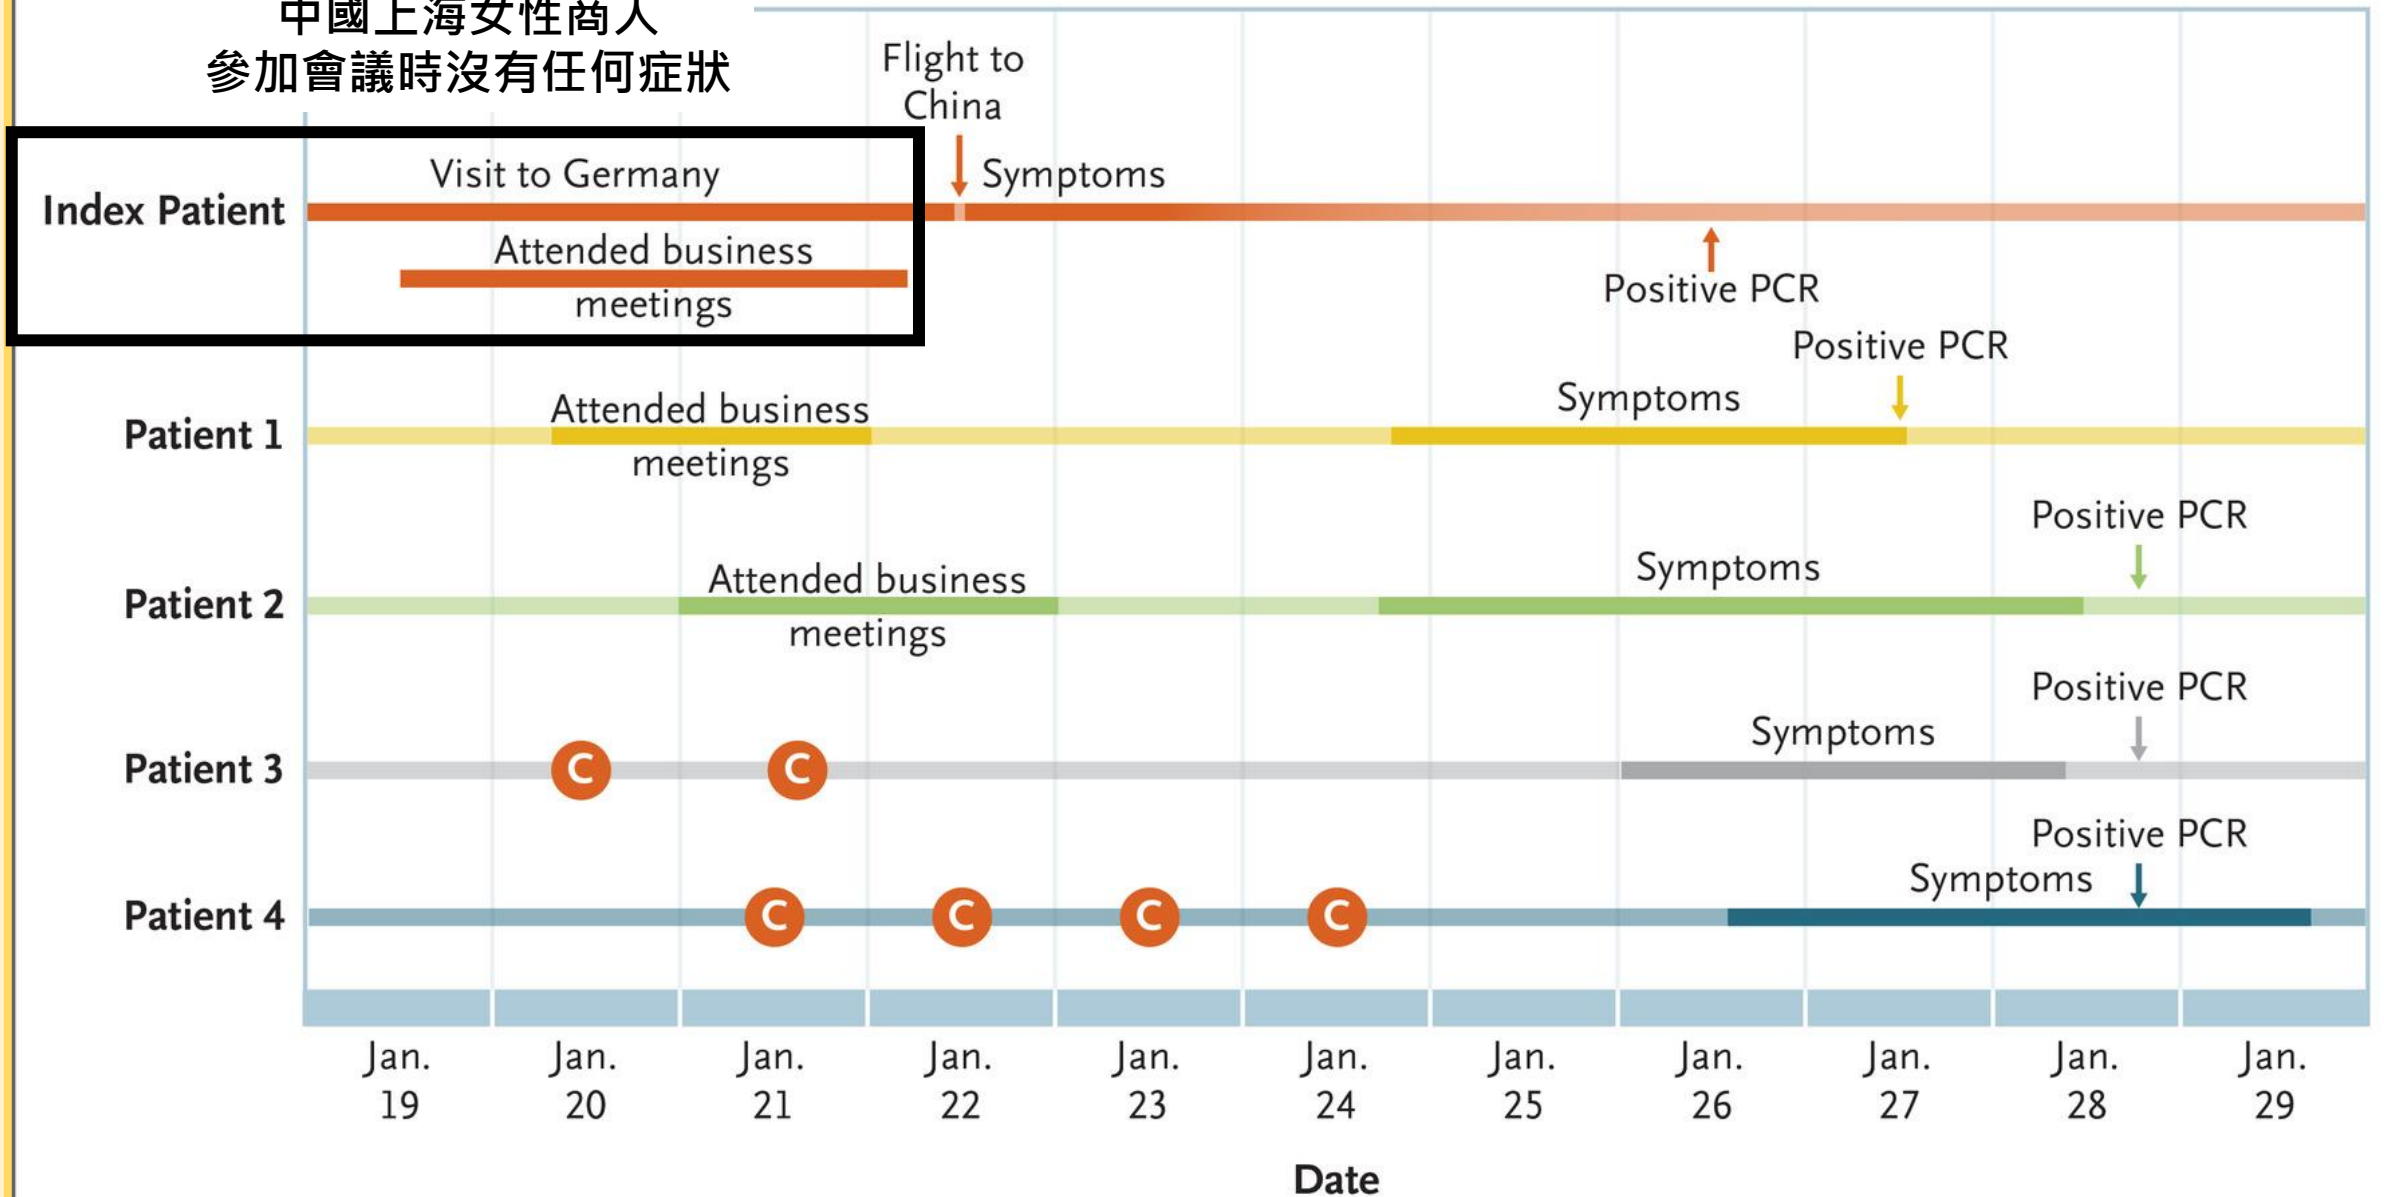 中國上海女性商人
參加會議時沒有任何症狀
Flight to
China
Visit to Germany
Symptoms
Index Patient
Attended business
meetings
Positive PCR
Positive PCR
Attended business
Symptoms
Patient 1
meetings
Positive PCR
Attended business
Symptoms
Patient 2
meetings
Positive PCR
Symptoms
Patient 3
C
C
Positive PCR
Symptoms
Patient 4
C
C
C
C
Jan. Jan. Jan. Jan. Jan. Jan. Jan. Jan. Jan. Jan. Jan.
19 20 21 22 23 24 25 26 27 28 29
Date